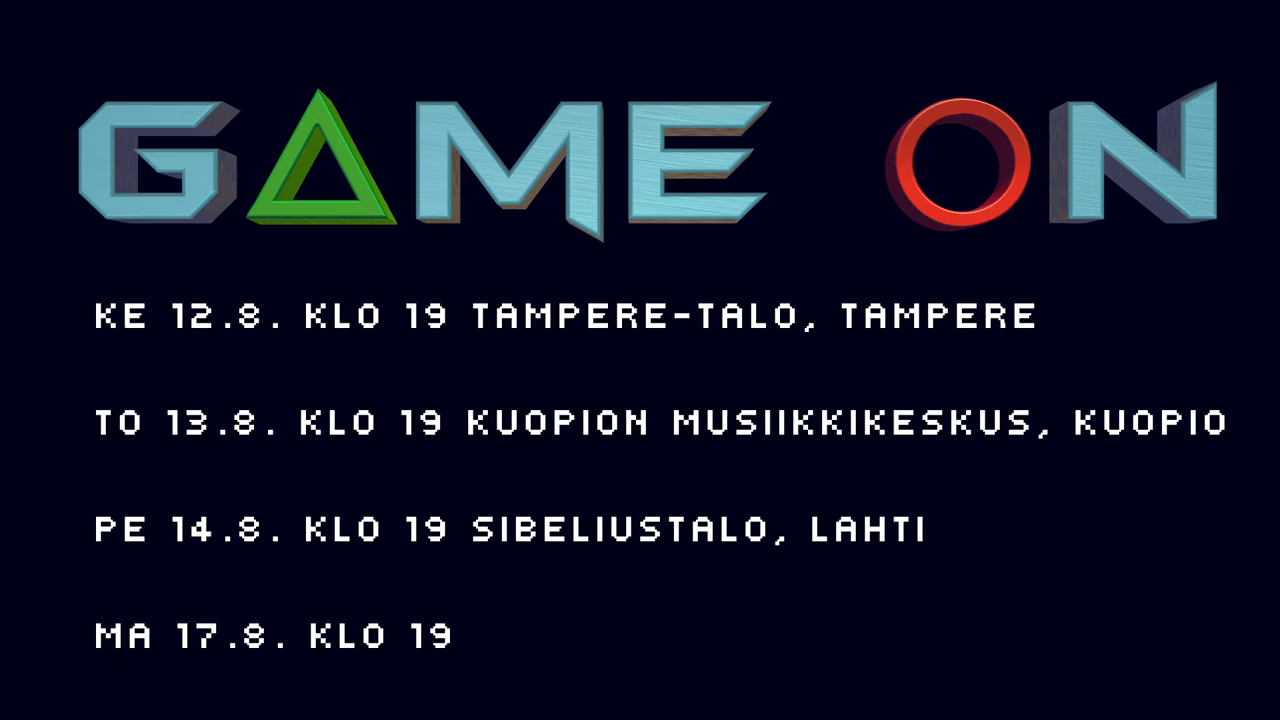 GAME ON
KE 12.8. KLO 19 TAMPERE-TALO, TAMPERE
TO 13.8. KLO 19 KUOPION MUSIIKKIKESKUS, KUOPIO
PE 14.8. KLO 19 SIBELIUSTALO, LAHTI
MA 17.8. KLO 19